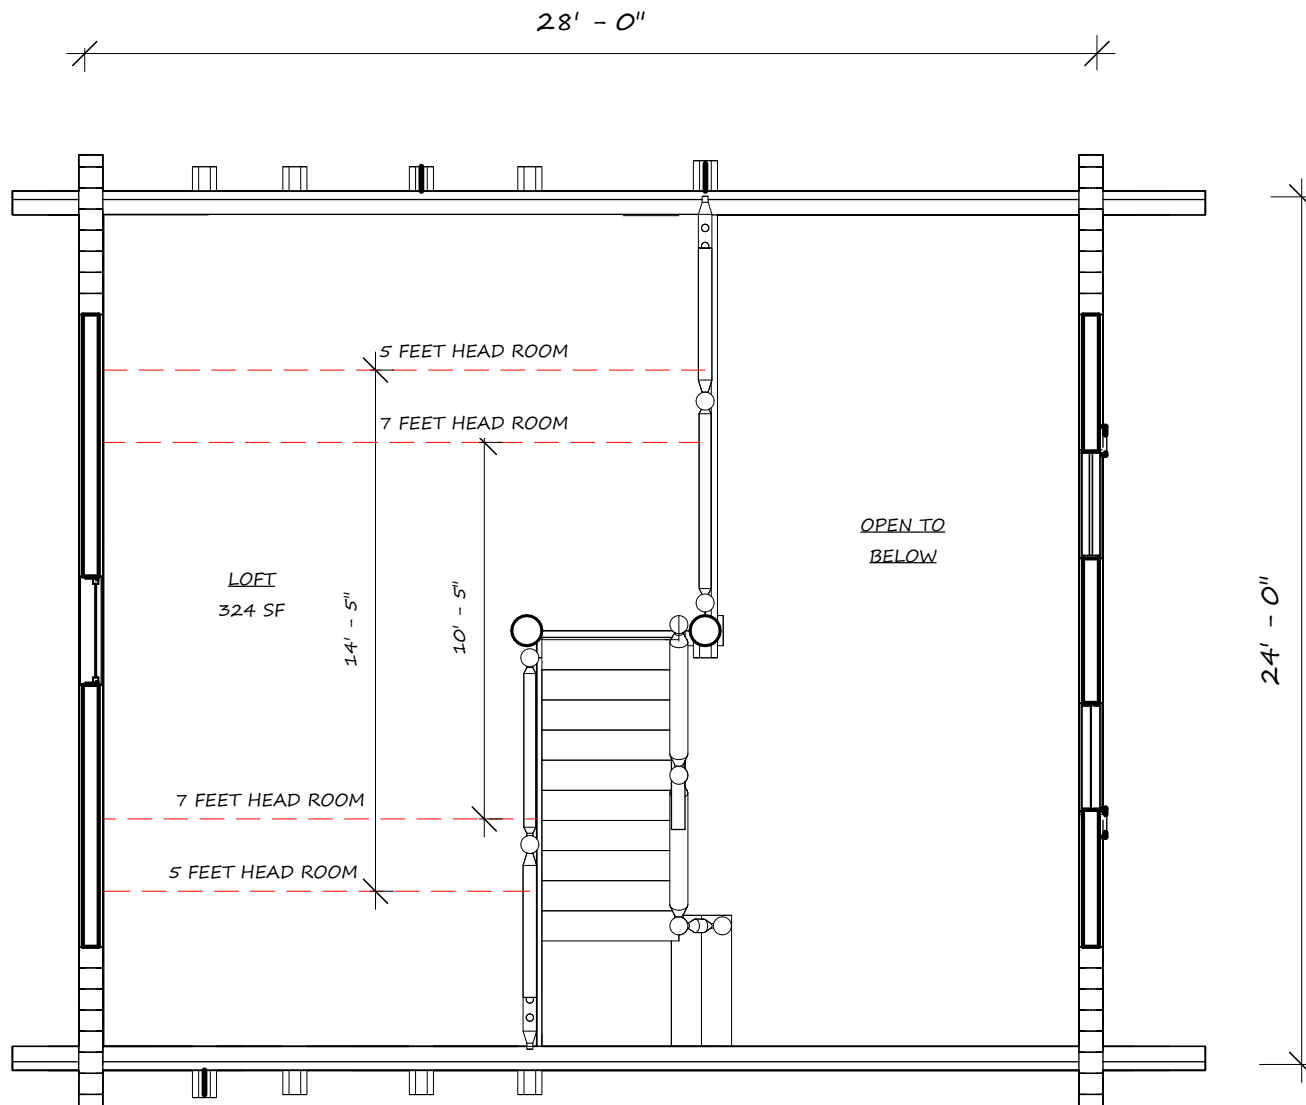 28' - 0"
5 FEET HEAD ROOM
7 FEET HEAD ROOM
OPEN TO
BELOW
LOFT
324 SF
14' - 5"
10' - 5"
24' - 0"
7 FEET HEAD ROOM
5 FEET HEAD ROOM